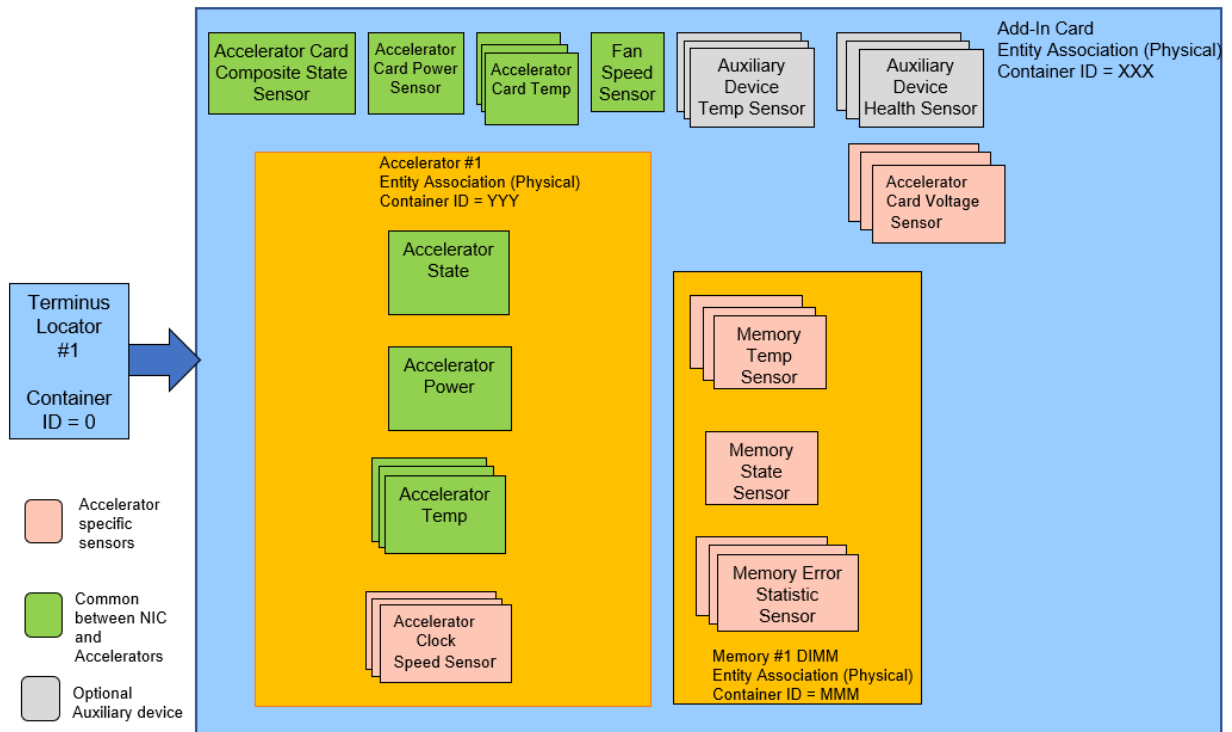 Accelerator Card
Composite State
Sensor
Accelerator
Card Power
Sensor
Accelerator
Card Temp
Fan
Speed
Sensor
Auxiliary
Device
Temp Sensor
Auxiliary
Device
Health Sensor
Add-In Card
Entity Association (Physical)
Container ID = XXX
Accelerator
Card Voltage
Sensor
Accelerator #1
Entity Association (Physical)
Container ID = YYY
Accelerator
State
Accelerator
Power
Accelerator
Temp
Accelerator
Clock
Speed Sensor
Memory
Temp
Sensor
Memory
State
Sensor
Memory Error
Statistic
Sensor
Memory #1 DIMM
Entity Association (Physical)
Container ID = MMM
Terminus
Locator
#1
Container
ID = 0
Accelerator
specific
sensors
Common
between NIC
and
Accelerators
Optional
Auxiliary device